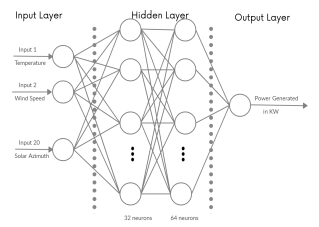 Input Layer
Hidden Layer
Output Layer
Input 1
Temperature
Input 2
Wind Speed
Input 20
Solar Azimuth
Power Generated
in KW
32 neurons
64 neurons